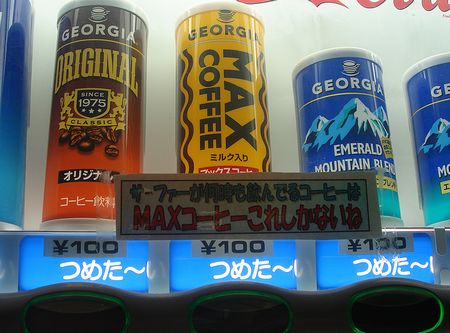 GEORGIA
ORIGINAL
SINCE
1975
CLASSIC
オリジナル
コーヒー飲料
GEORGIA
MAX
COFFEE
ミルク入り
マックスコーヒー
GEORGIA
EMERALD
MOUNTAIN BLEND
サーファーが何時も飲んでるコーヒーは
MAXコーヒーこれしかないね
¥100
¥100
¥100
つめた〜い
つめた〜い
つめた〜い